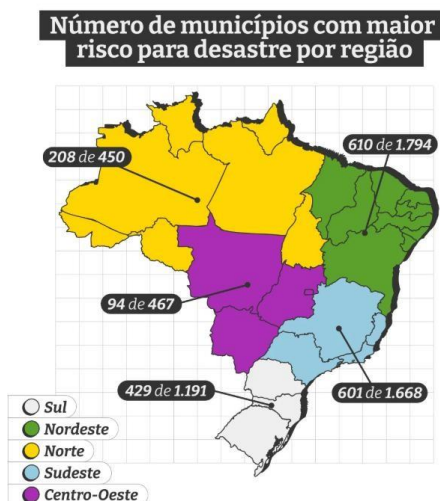 Número de municípios com maior
risco para desastre por região
208 de 450
610 de 1.794
94 de 467
429 de 1.191
601 de 1.668
Sul
Nordeste
Norte
Sudeste
Centro-Oeste